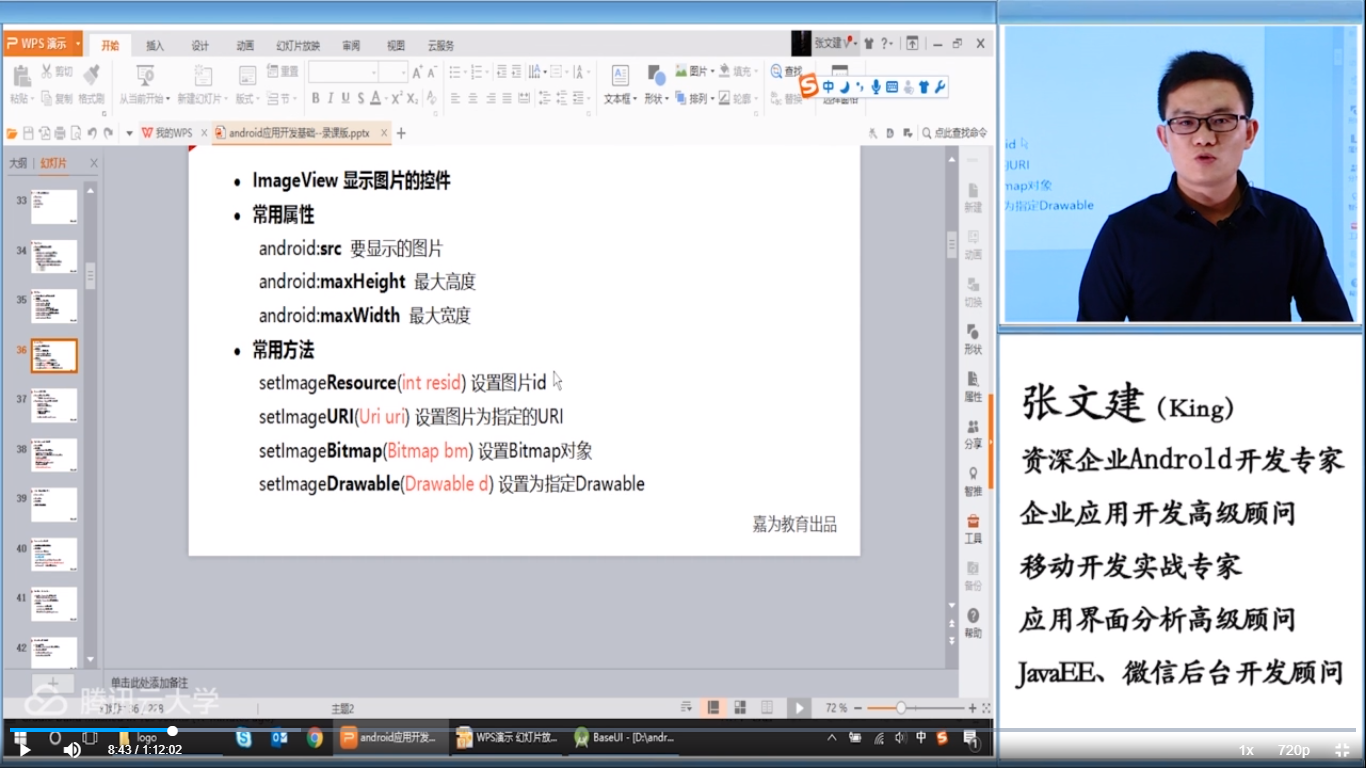 WPS 演示
开始
插入
设计
动画
幻灯片放映
审阅
视图
云服务
张文建
剪切
重置
图片
填充
查找
粘贴
复制
格式刷
从当前开始
新建幻灯片
版式
节
B I U S A X² X₂
文本框
形状
排列
轮廓
替换
中
我的WPS
android应用开发基础--录课版.pptx
点此查找命令
大纲
幻灯片
33
34
35
36
37
38
39
40
41
42
ImageView 显示图片的控件
常用属性
android:src 要显示的图片
android:maxHeight 最大高度
android:maxWidth 最大宽度
常用方法
setImageResource(int resid) 设置图片id
setImageURI(Uri uri) 设置图片为指定的URI
setImageBitmap(Bitmap bm) 设置Bitmap对象
setImageDrawable(Drawable d) 设置为指定Drawable
嘉为教育出品
新建
动画
切换
形状
属性
分享
智推
工具
备份
帮助
id
URI
map对象
为指定Drawable
张文建 (King)
资深企业Androld开发专家
企业应用开发高级顾问
移动开发实战专家
应用界面分析高级顾问
JavaEE、微信后台开发顾问
单击此处添加备注
腾讯云大学
主题2
72 %
logo
android应用开发...
WPS演示 幻灯片放...
BaseUI - [D:\andr...
中
8:43 / 1:12:02
1x
720p